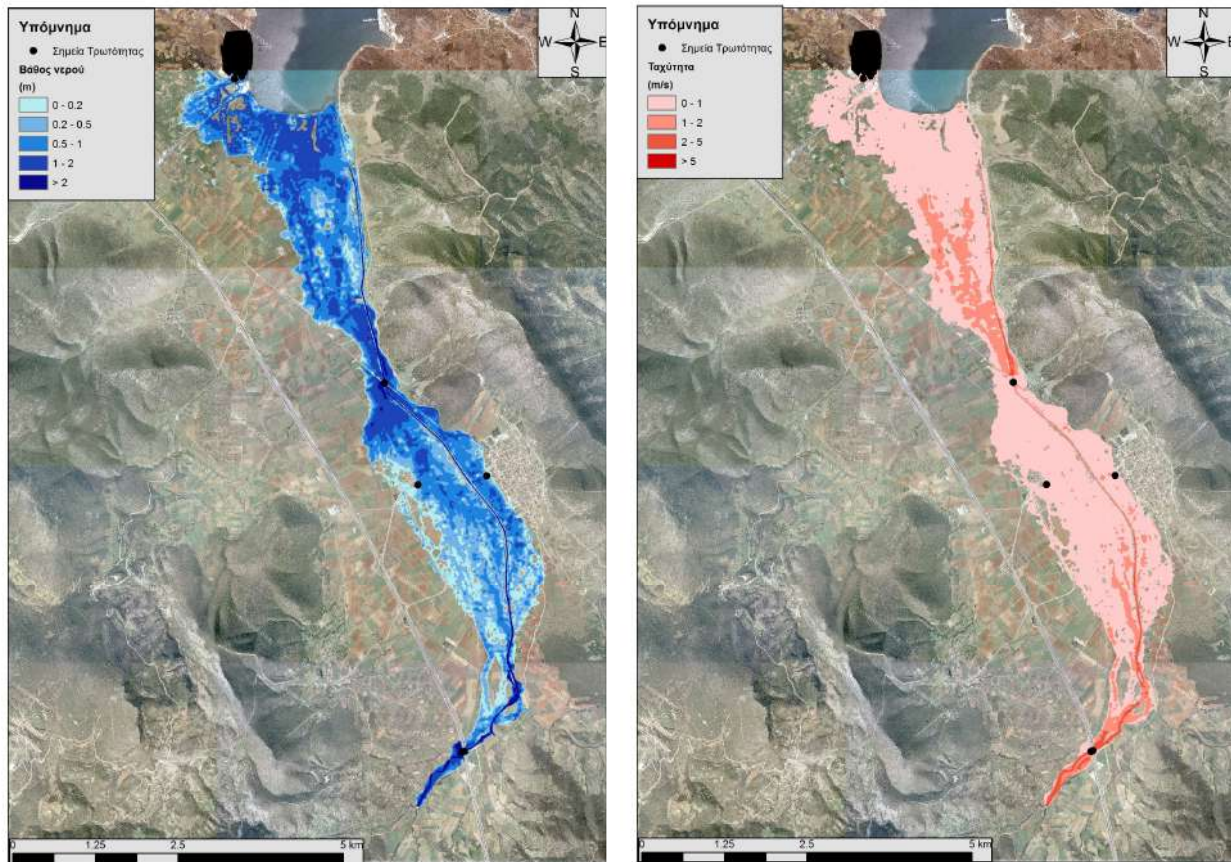 Υπόμνημα
Σημεία Τρωτότητας
Βάθος νερού
(m)
0 - 0.2
0.2 - 0.5
0.5 - 1
1 - 2
> 2
N
W E
S
0 1.25 2.5 5 km
Υπόμνημα
Σημεία Τρωτότητας
Ταχύτητα
(m/s)
0 - 1
1 - 2
2 - 5
> 5
N
W E
S
0 1.25 2.5 5 km